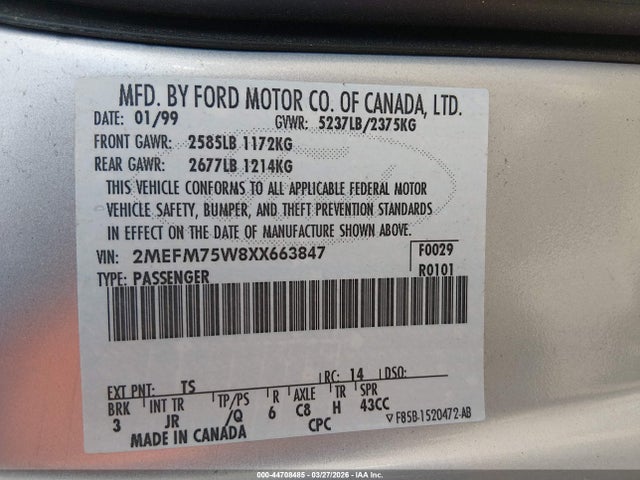 MFD. BY FORD MOTOR CO. OF CANADA, LTD.
DATE: 01/99 GVWR: 5237LB/2375KG
FRONT GAWR: 2585LB 1172KG
REAR GAWR: 2677LB 1214KG
THIS VEHICLE CONFORMS TO ALL APPLICABLE FEDERAL MOTOR
VEHICLE SAFETY, BUMPER, AND THEFT PREVENTION STANDARDS
IN EFFECT ON THE DATE OF MANUFACTURE SHOWN ABOVE.
VIN: 2MEFM75W8XX663847 F0029
TYPE: PASSENGER R0101
EXT PNT: TS RC: 14 DSO:
BRK INT TR TP/PS R AXLE TR SPR
3 JR /Q 6 C8 H 43CC
MADE IN CANADA CPC ▽ F85B-1520472-AB
000-44708485 | 03/27/2026 | IAA, Inc.